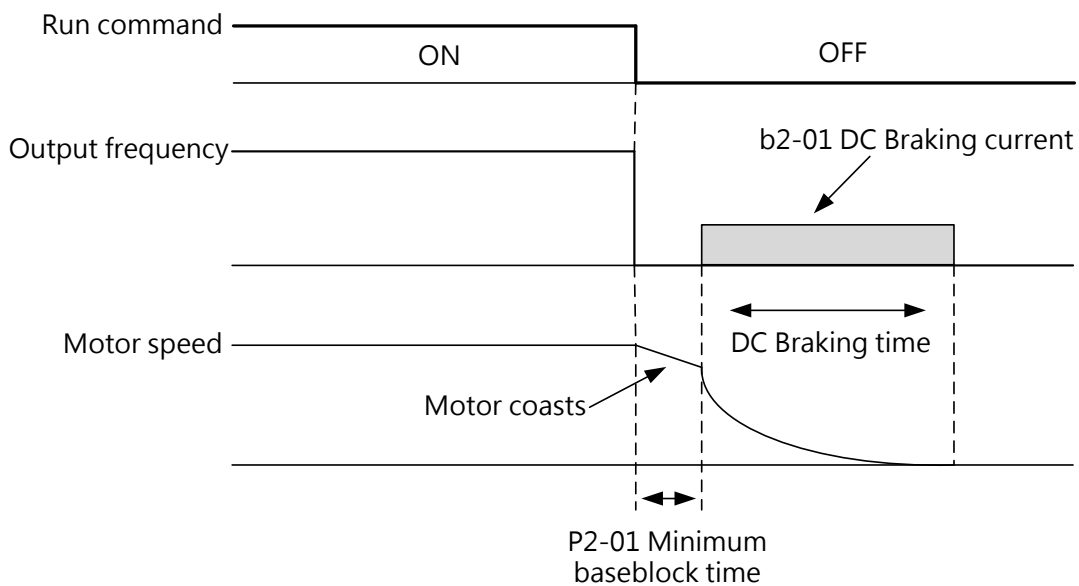 Run command
ON
OFF
Output frequency
b2-01 DC Braking current
Motor speed
DC Braking time
Motor coasts
P2-01 Minimum
baseblock time